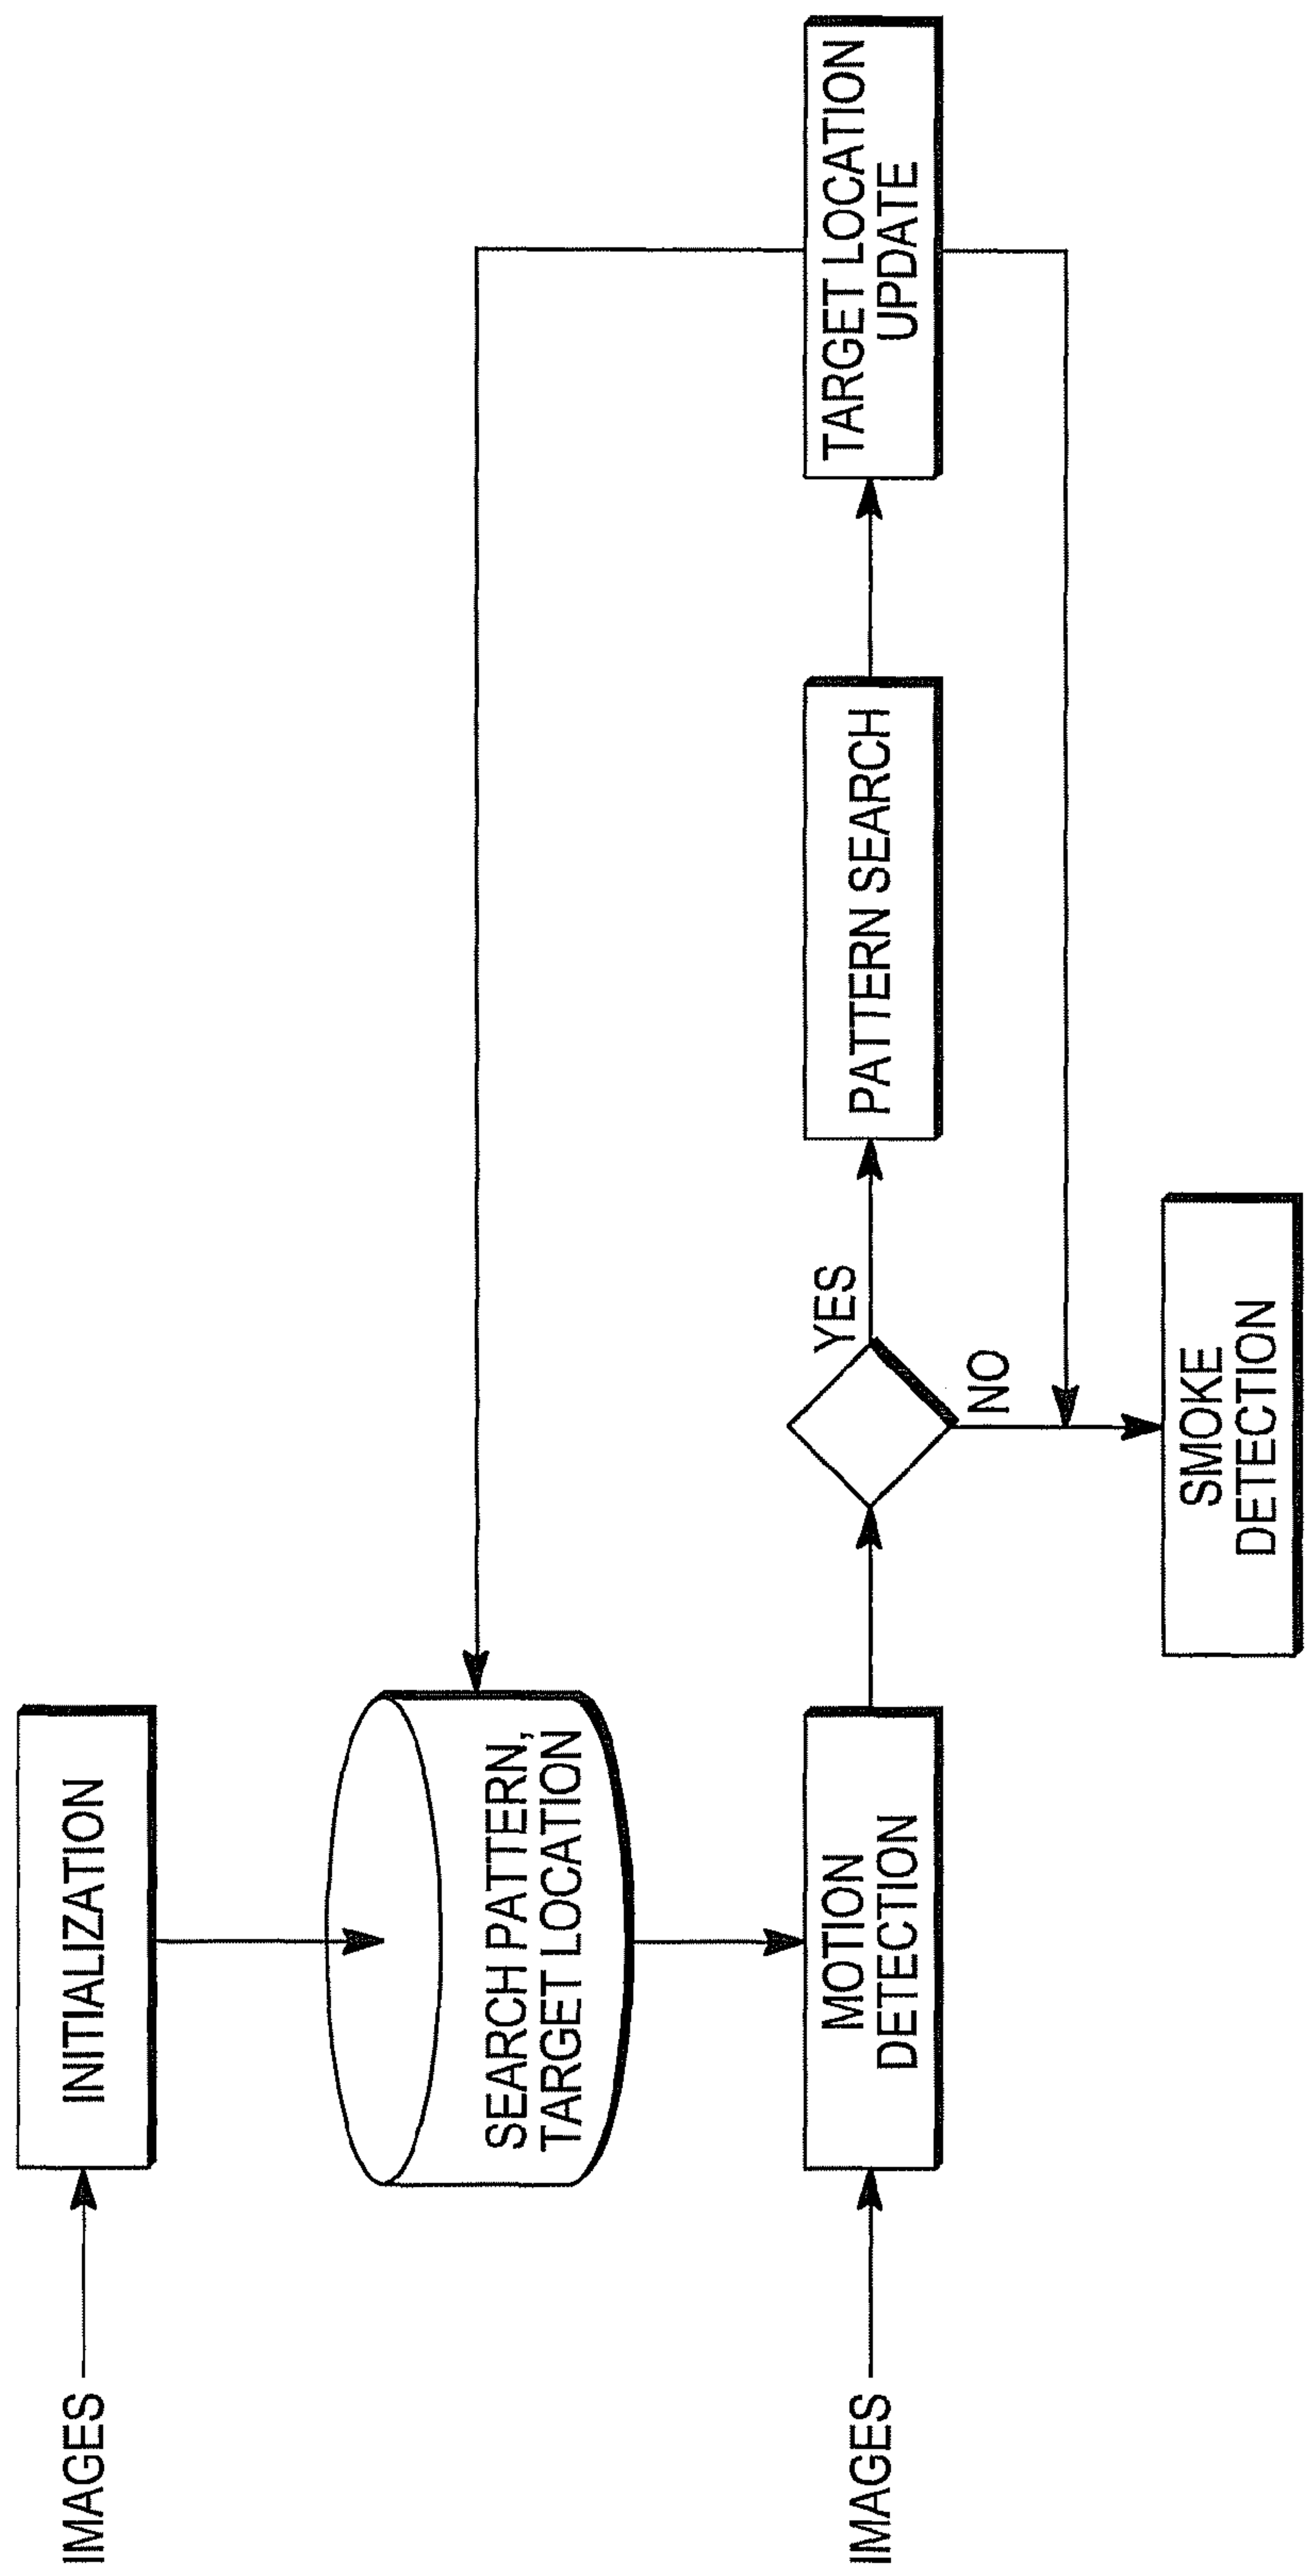 IMAGES
INITIALIZATION
SEARCH PATTERN,
TARGET LOCATION
IMAGES
MOTION
DETECTION
YES
NO
PATTERN SEARCH
TARGET LOCATION
UPDATE
SMOKE
DETECTION